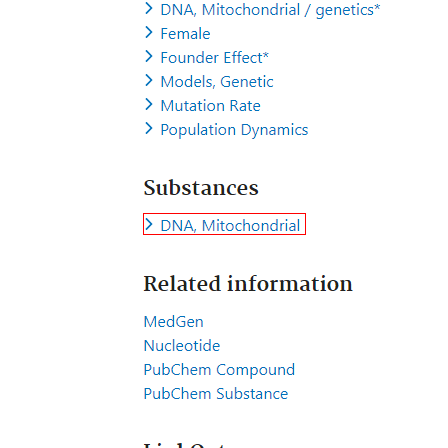 DNA, Mitochondrial / genetics*
Female
Founder Effect*
Models, Genetic
Mutation Rate
Population Dynamics
Substances
DNA, Mitochondrial
Related information
MedGen
Nucleotide
PubChem Compound
PubChem Substance